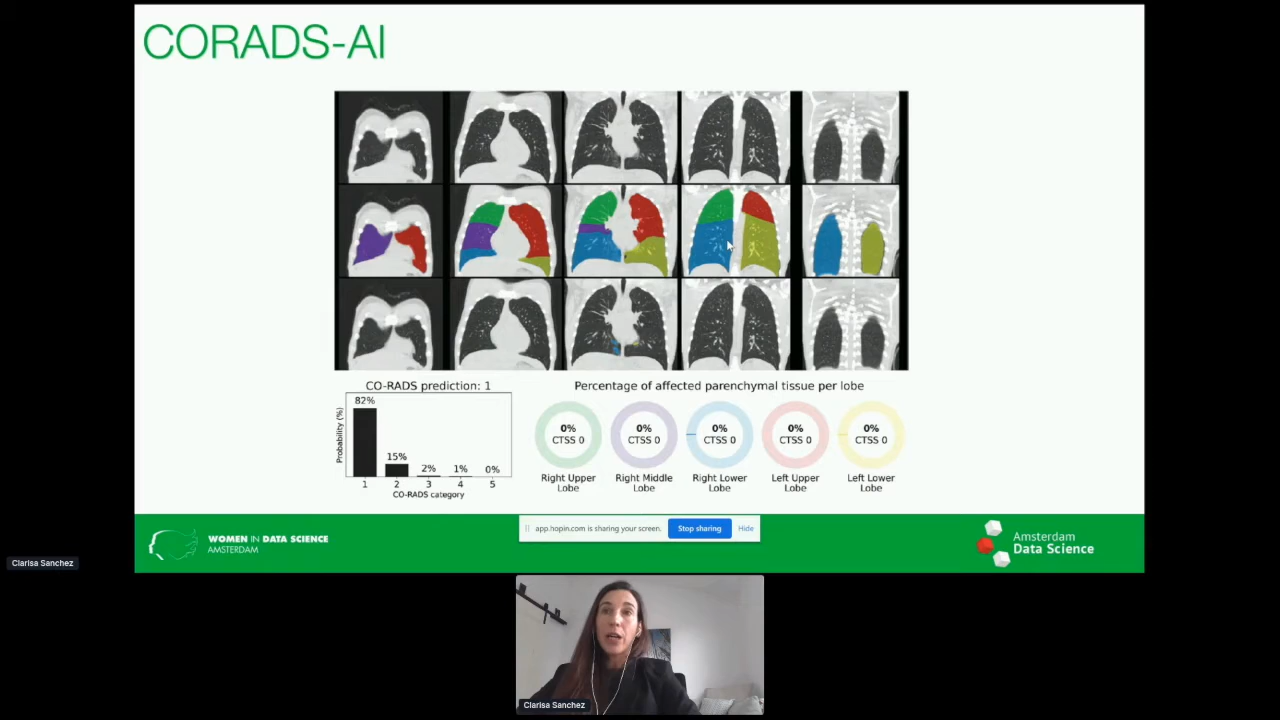 CORADS-AI
CO-RADS prediction: 1
Probability (%)
82%
15%
2%
1%
0%
1 2 3 4 5
CO-RADS category
Percentage of affected parenchymal tissue per lobe
0%
CTSS 0
0%
CTSS 0
0%
CTSS 0
0%
CTSS 0
0%
CTSS 0
Right Upper
Lobe
Right Middle
Lobe
Right Lower
Lobe
Left Upper
Lobe
Left Lower
Lobe
WOMEN IN DATA SCIENCE
AMSTERDAM
app.hopin.com is sharing your screen.
Stop sharing
Hide
Amsterdam
Data Science
Clarisa Sanchez
Clarisa Sanchez